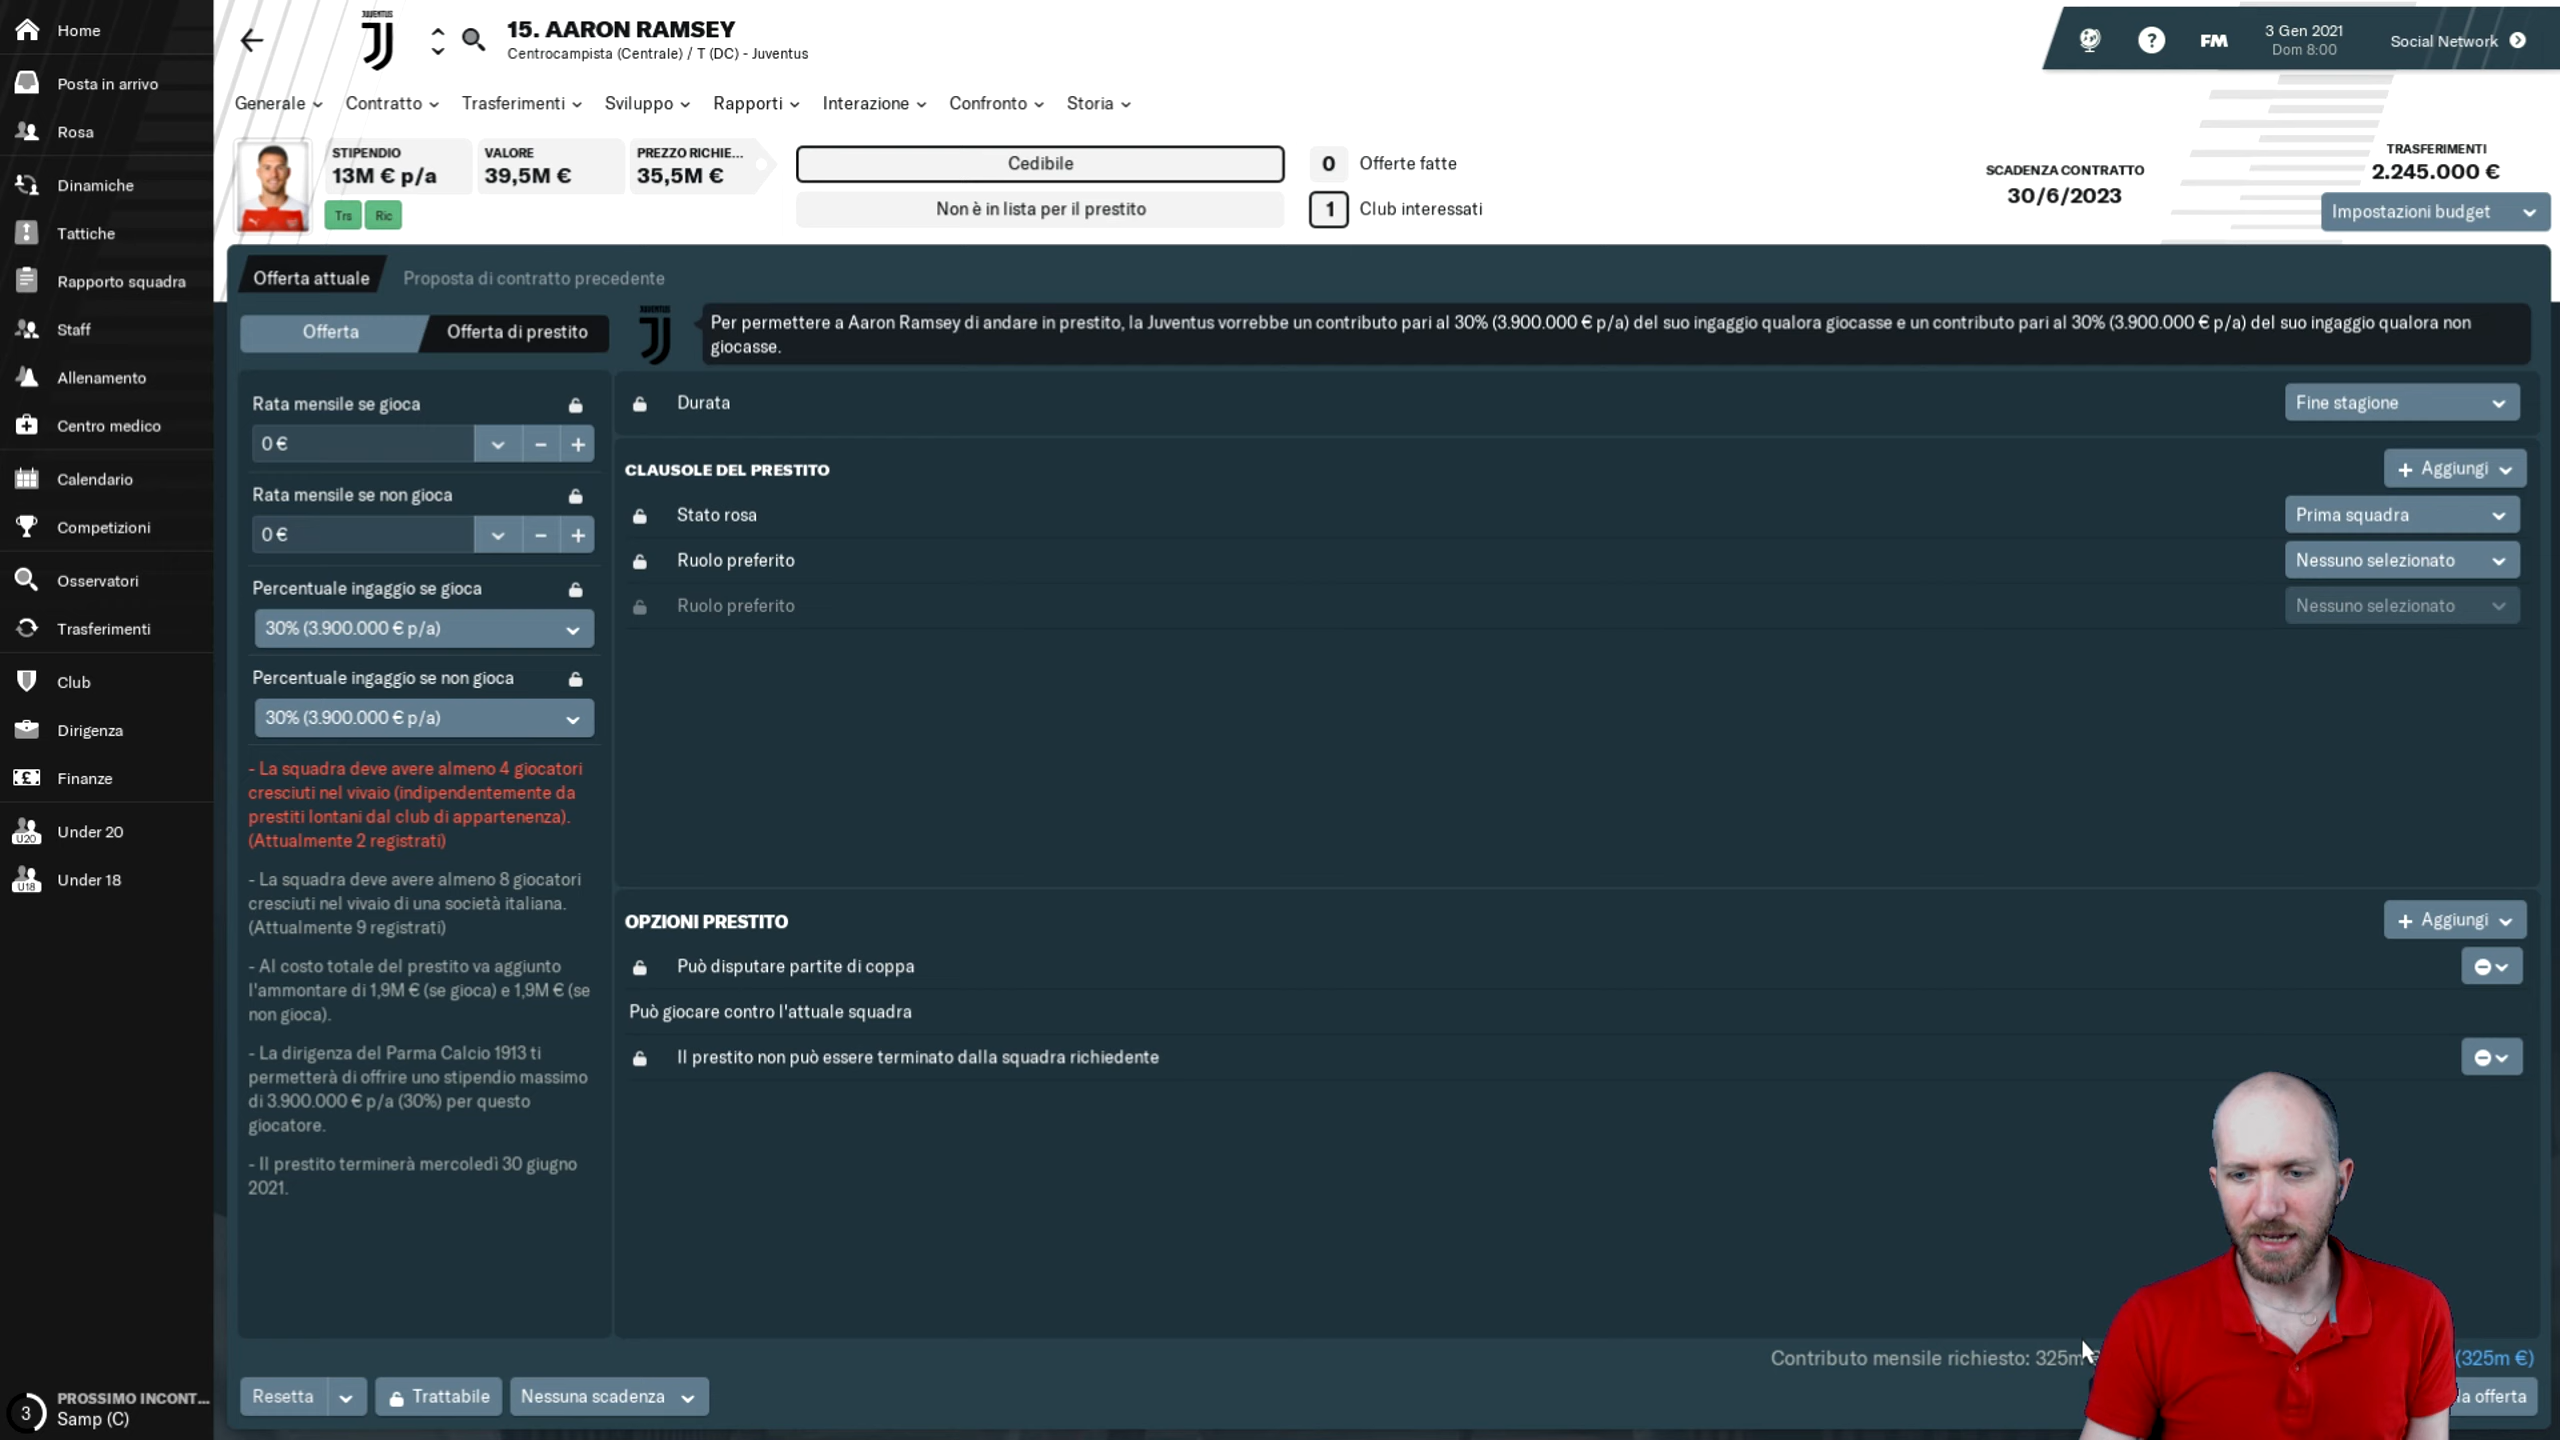 Home
Posta in arrivo
Rosa
Dinamiche
Tattiche
Rapporto squadra
Staff
Allenamento
Centro medico
Calendario
Competizioni
Osservatori
Trasferimenti
Club
Dirigenza
Finanze
U20
Under 20
U18
Under 18
3
PROSSIMO INCONT...
Samp (C)
JUVENTUS
15. AARON RAMSEY
Centrocampista (Centrale) / T (DC) - Juventus
FM
3 Gen 2021
Dom 8:00
Social Network
Generale
Contratto
Trasferimenti
Sviluppo
Rapporti
Interazione
Confronto
Storia
STIPENDIO
13M € p/a
VALORE
39,5M €
PREZZO RICHIE...
35,5M €
Trs
Ric
Cedibile
Non è in lista per il prestito
0 Offerte fatte
1 Club interessati
SCADENZA CONTRATTO
30/6/2023
TRASFERIMENTI
2.245.000 €
Impostazioni budget
Offerta attuale
Proposta di contratto precedente
Offerta
Offerta di prestito
JUVENTUS
Per permettere a Aaron Ramsey di andare in prestito, la Juventus vorrebbe un contributo pari al 30% (3.900.000 € p/a) del suo ingaggio qualora giocasse e un contributo pari al 30% (3.900.000 € p/a) del suo ingaggio qualora non
giocasse.
Rata mensile se gioca
0 €
Rata mensile se non gioca
0 €
Percentuale ingaggio se gioca
30% (3.900.000 € p/a)
Percentuale ingaggio se non gioca
30% (3.900.000 € p/a)
- La squadra deve avere almeno 4 giocatori
cresciuti nel vivaio (indipendentemente da
prestiti lontani dal club di appartenenza).
(Attualmente 2 registrati)
- La squadra deve avere almeno 8 giocatori
cresciuti nel vivaio di una società italiana.
(Attualmente 9 registrati)
- Al costo totale del prestito va aggiunto
l'ammontare di 1,9M € (se gioca) e 1,9M € (se
non gioca).
- La dirigenza del Parma Calcio 1913 ti
permetterà di offrire uno stipendio massimo
di 3.900.000 € p/a (30%) per questo
giocatore.
- Il prestito terminerà mercoledì 30 giugno
2021.
Durata
Fine stagione
CLAUSOLE DEL PRESTITO
+ Aggiungi
Stato rosa
Prima squadra
Ruolo preferito
Nessuno selezionato
Ruolo preferito
Nessuno selezionato
OPZIONI PRESTITO
+ Aggiungi
Può disputare partite di coppa
Può giocare contro l'attuale squadra
Il prestito non può essere terminato dalla squadra richiedente
Contributo mensile richiesto: 325m
(325m €)
Resetta
Trattabile
Nessuna scadenza
la offerta